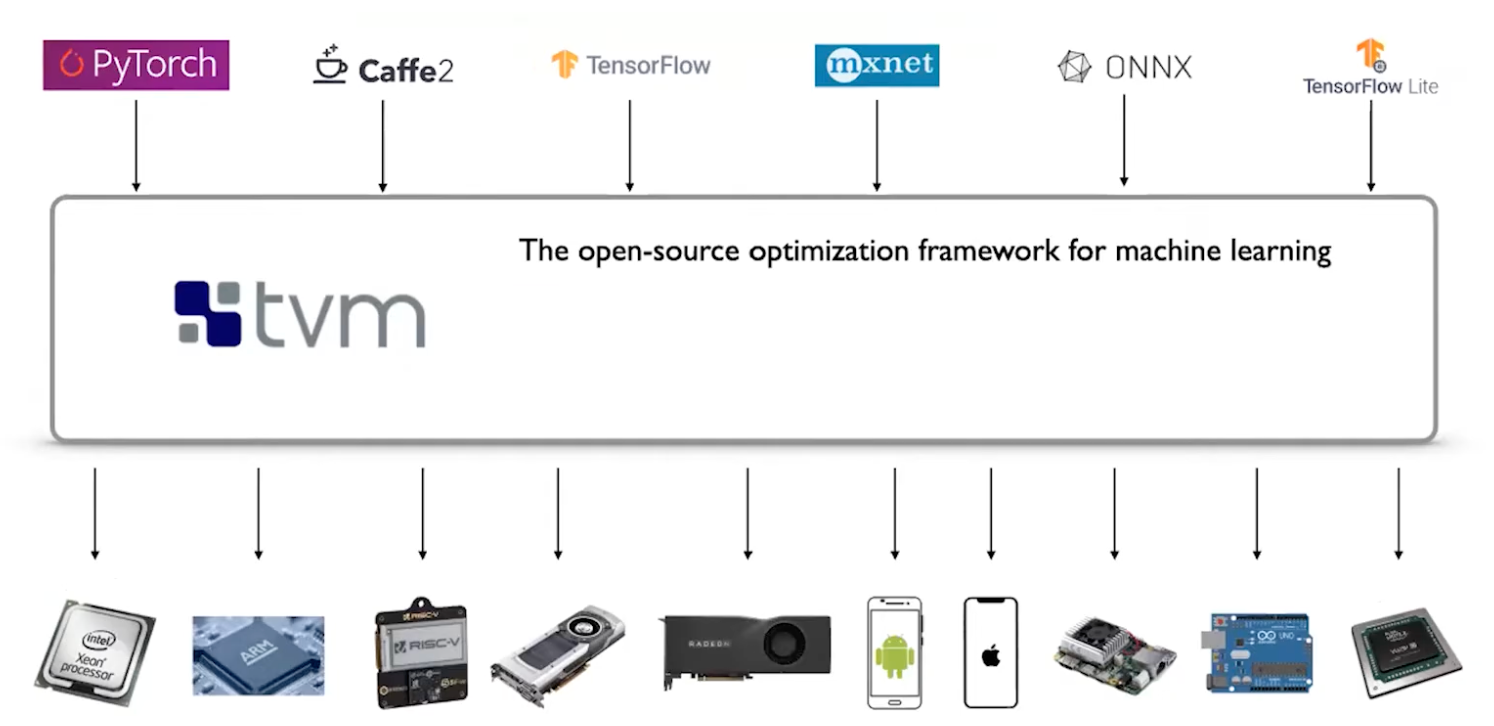 PyTorch
Caffe2
TensorFlow
mxnet
ONNX
TensorFlow Lite
The open-source optimization framework for machine learning
tvm
intel
Xeon
processor
ARM
RISC-V
RISC-V
RADEON
UNO